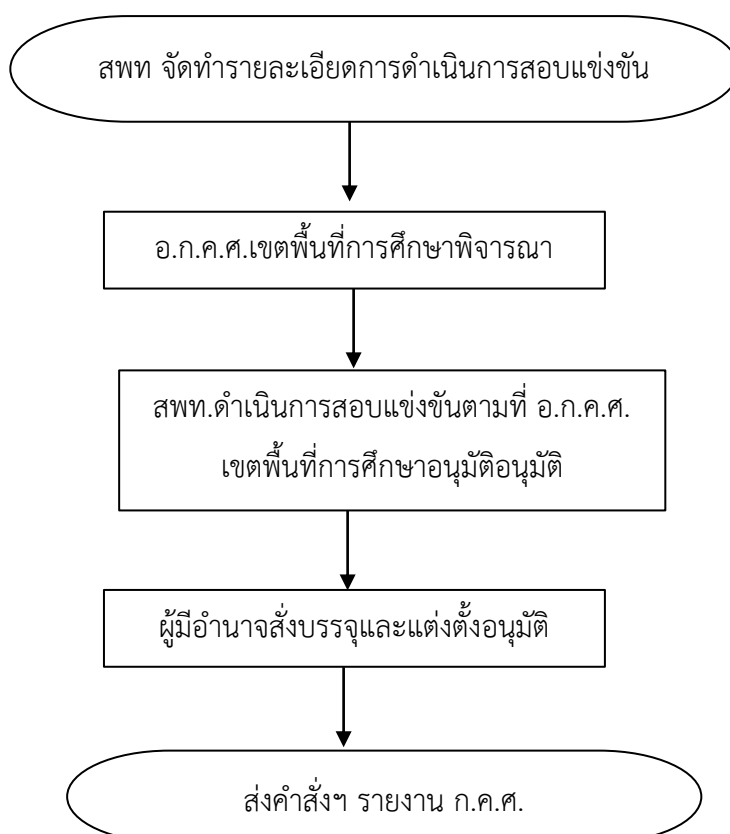 สพท จัดทำรายละเอียดการดำเนินการสอบแข่งขัน
อ.ก.ค.ศ.เขตพื้นที่การศึกษาพิจารณา
สพท.ดำเนินการสอบแข่งขันตามที่ อ.ก.ค.ศ.
เขตพื้นที่การศึกษาอนุมัติอนุมัติ
ผู้มีอำนาจสั่งบรรจุและแต่งตั้งอนุมัติ
ส่งคำสั่งฯ รายงาน ก.ค.ศ.